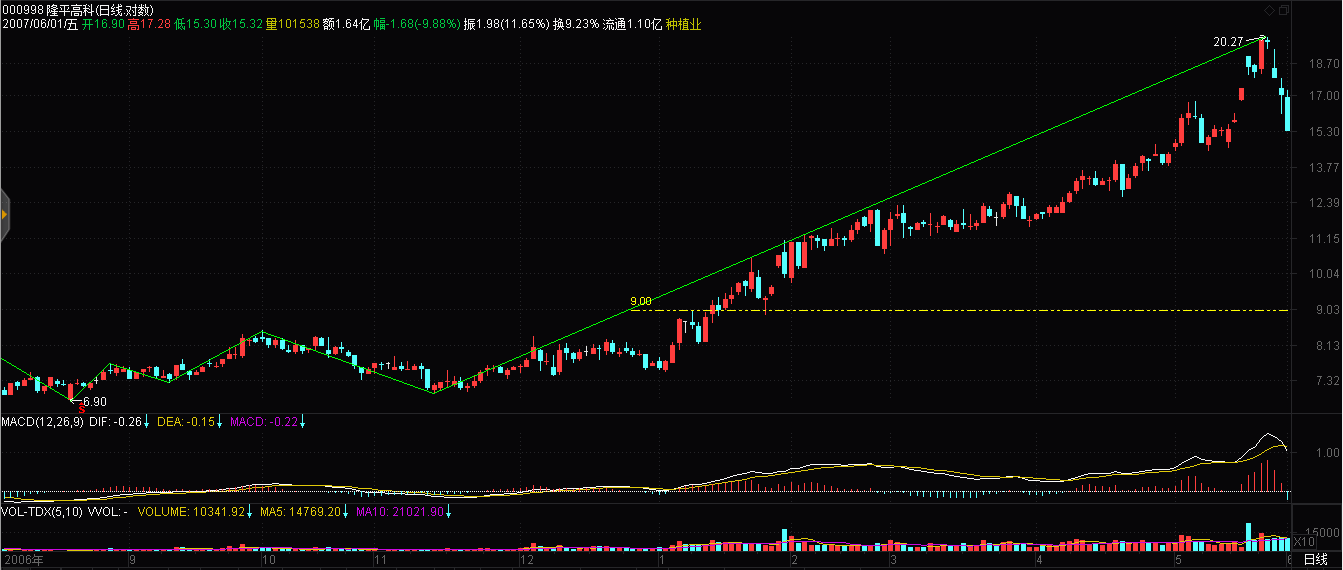 000998 隆平高科(日线.对数)
2007/06/01/五 开16.90 高17.28 低15.30 收15.32 量101538 额1.64亿 幅-1.68(-9.88%) 振1.98(11.65%) 换9.23% 流通1.10亿 种植业
20.27
18.70
17.00
15.30
13.77
12.39
11.15
10.04
9.00
9.03
8.13
7.32
6.90
S
MACD(12,26,9) DIF: -0.26↓ DEA: -0.15↓ MACD: -0.22↓
1.00
VOL-TDX(5,10) VVOL: - VOLUME: 10341.92↓ MA5: 14769.20↓ MA10: 21021.90↓
15000
X10
2006年 9 10 11 12 1 2 3 4 5 6 日线